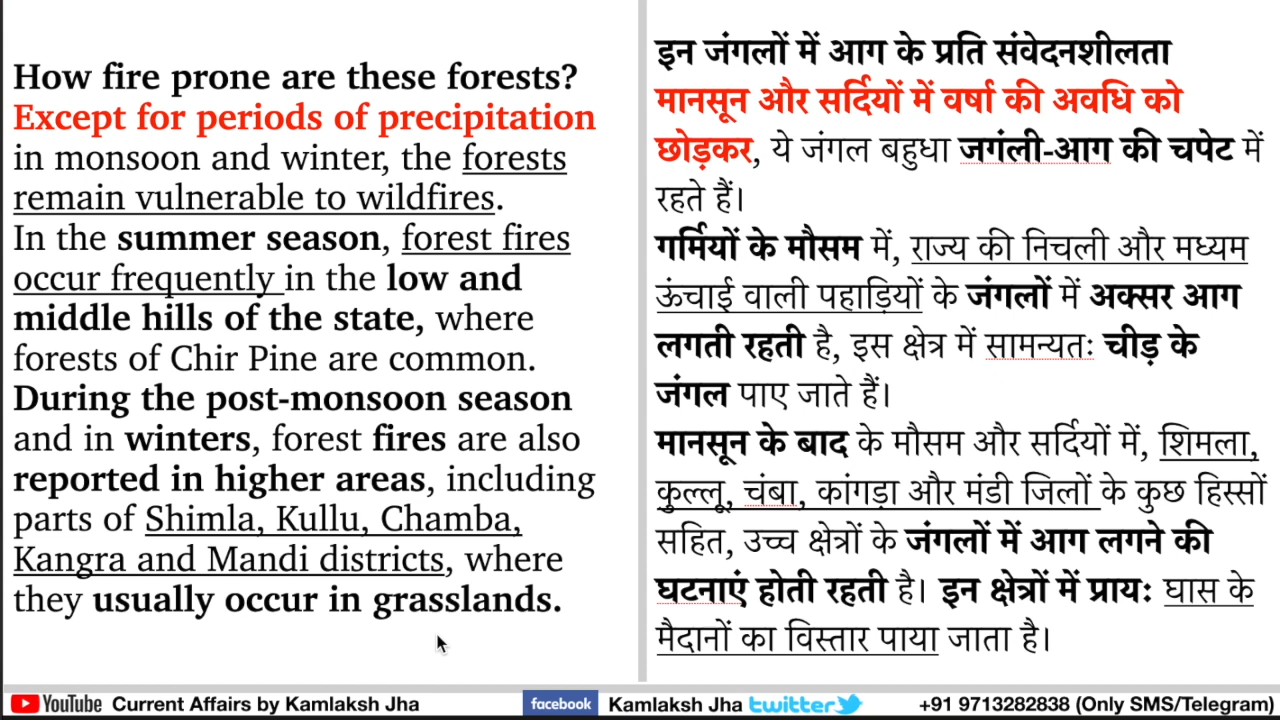 How fire prone are these forests?
Except for periods of precipitation
in monsoon and winter, the forests
remain vulnerable to wildfires.
In the summer season, forest fires
occur frequently in the low and
middle hills of the state, where
forests of Chir Pine are common.
During the post-monsoon season
and in winters, forest fires are also
reported in higher areas, including
parts of Shimla, Kullu, Chamba,
Kangra and Mandi districts, where
they usually occur in grasslands.
इन जंगलों में आग के प्रति संवेदनशीलता
मानसून और सर्दियों में वर्षा की अवधि को
छोड़कर, ये जंगल बहुधा जगंली-आग की चपेट में
रहते हैं।
गर्मियों के मौसम में, राज्य की निचली और मध्यम
ऊंचाई वाली पहाड़ियों के जंगलों में अक्सर आग
लगती रहती है, इस क्षेत्र में सामन्यतः चीड़ के
जंगल पाए जाते हैं।
मानसून के बाद के मौसम और सर्दियों में, शिमला,
कुल्लू, चंबा, कांगड़ा और मंडी जिलों के कुछ हिस्सों
सहित, उच्च क्षेत्रों के जंगलों में आग लगने की
घटनाएं होती रहती है। इन क्षेत्रों में प्रायः घास के
मैदानों का विस्तार पाया जाता है।
YouTube Current Affairs by Kamlaksh Jha facebook Kamlaksh Jha twitter +91 9713282838 (Only SMS/Telegram)